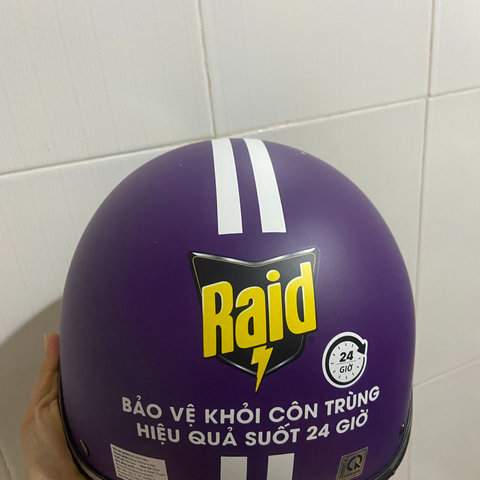 Raid
24
GIỜ
BẢO VỆ KHỎI CÔN TRÙNG
HIỆU QUẢ SUỐT 24 GIỜ